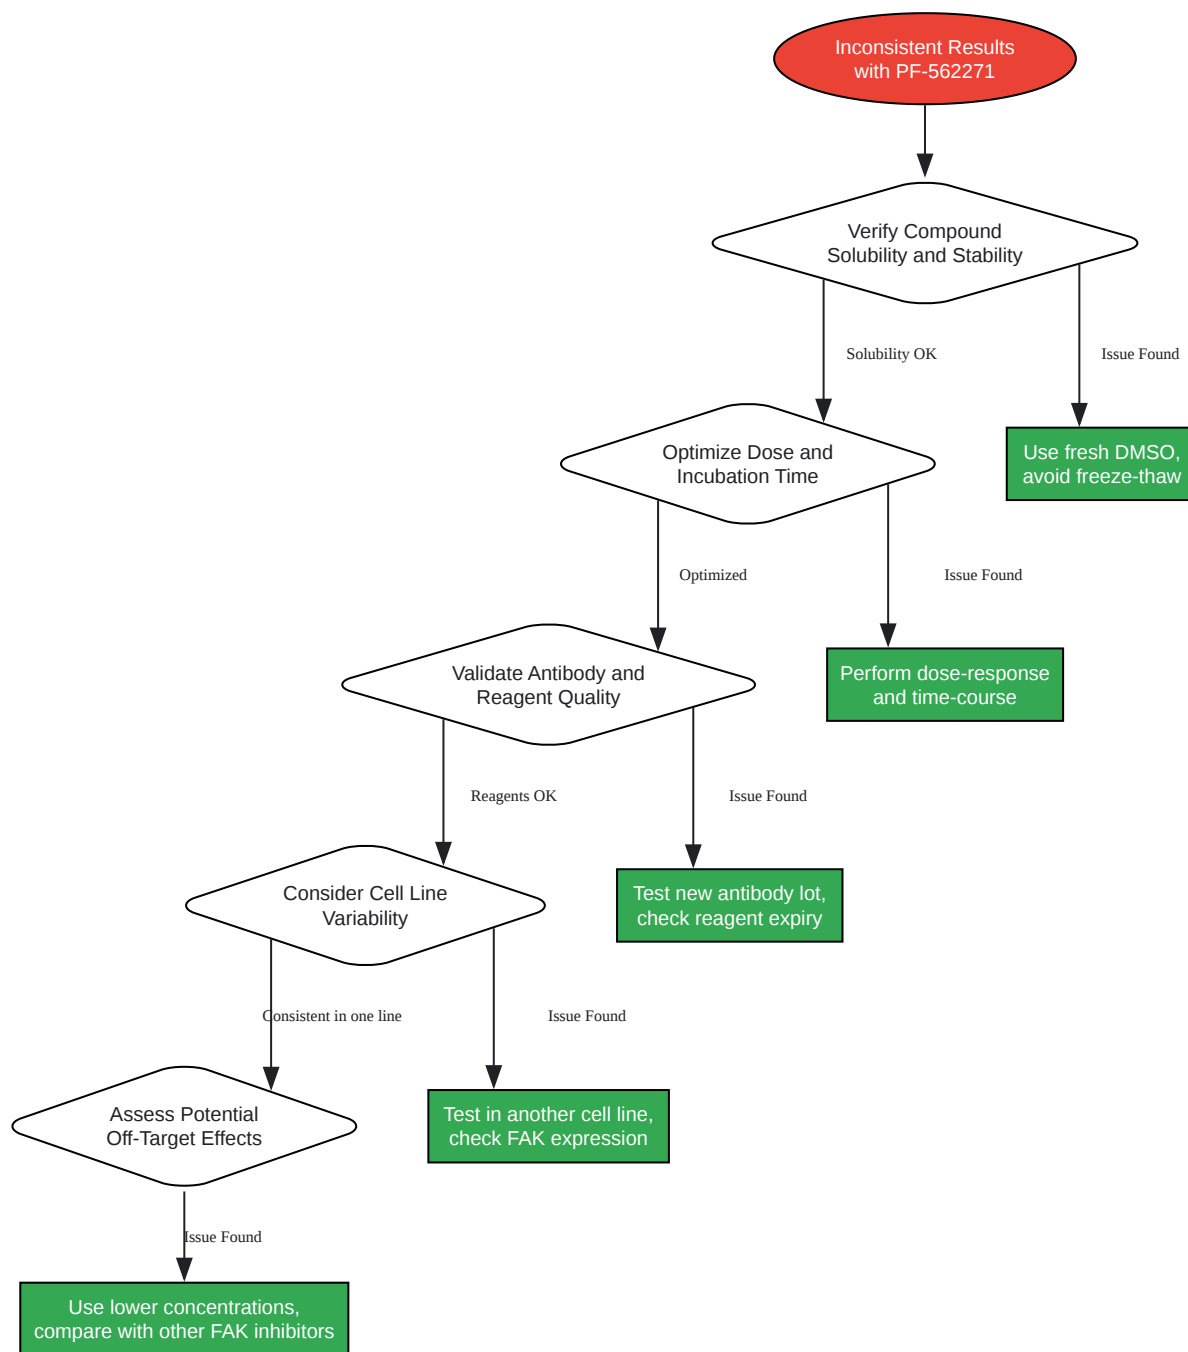 Inconsistent Results
with PF-562271
Verify Compound
Solubility and Stability
Solubility OK
Issue Found
Optimize Dose and
Incubation Time
Use fresh DMSO,
avoid freeze-thaw
Optimized
Issue Found
Validate Antibody and
Reagent Quality
Perform dose-response
and time-course
Reagents OK
Issue Found
Consider Cell Line
Variability
Test new antibody lot,
check reagent expiry
Consistent in one line
Issue Found
Assess Potential
Off-Target Effects
Test in another cell line,
check FAK expression
Issue Found
Use lower concentrations,
compare with other FAK inhibitors